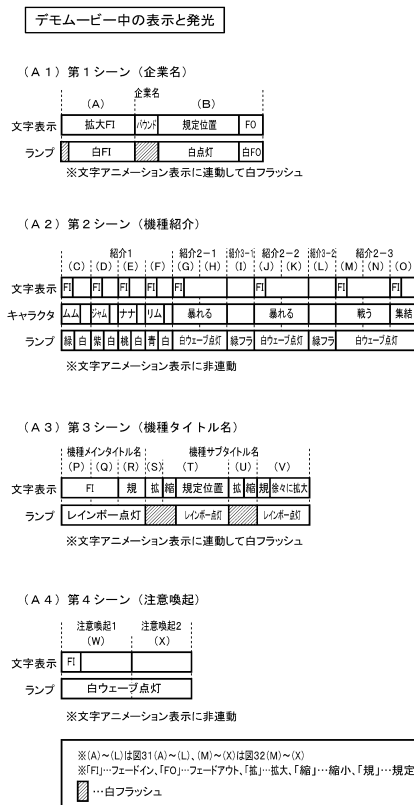 デモムービー中の表示と発光
(A1) 第1シーン (企業名)
企業名
(A) (B)
文字表示 拡大FI バウンド 規定位置 FO
ランプ 白FI 白点灯 白FO
※文字アニメーション表示に連動して白フラッシュ
(A2) 第2シーン (機種紹介)
紹介1 紹介2-1 紹介3-1 紹介2-2 紹介3-2 紹介2-3
(C) (D) (E) (F) (G) (H) (I) (J) (K) (L) (M) (N) (O)
文字表示 FI FI FI FI FI FI FI FI
キャラクタ ムム ジャム ナナ リム 暴れる 暴れる 戦う 集結
ランプ 緑 白 紫 白 桃 白 青 白 白ウェーブ点灯 緑フラ 白ウェーブ点灯 緑フラ 白ウェーブ点灯
※文字アニメーション表示に非連動
(A3) 第3シーン (機種タイトル名)
機種メインタイトル名 機種サブタイトル名
(P) (Q) (R) (S) (T) (U) (V)
文字表示 FI 規 拡 縮 規定位置 拡 縮 規 徐々に拡大
ランプ レインボー点灯 レインボー点灯 レインボー点灯
※文字アニメーション表示に連動して白フラッシュ
(A4) 第4シーン (注意喚起)
注意喚起1 注意喚起2
(W) (X)
文字表示 FI
ランプ 白ウェーブ点灯
※文字アニメーション表示に非連動
※(A)~(L)は図31(A)~(L)、(M)~(X)は図32(M)~(X)
※「FI」…フェードイン、「FO」…フェードアウト、「拡」…拡大、「縮」…縮小、「規」…規定
…白フラッシュ